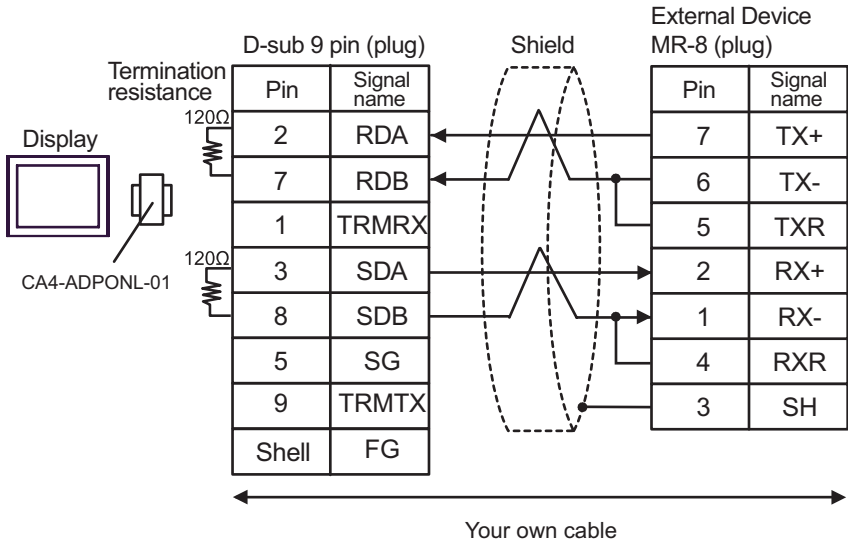 External Device
D-sub 9 pin (plug) Shield MR-8 (plug)
Termination
resistance
Pin Signal name Pin Signal name
120Ω
2 RDA 7 TX+
Display
7 RDB 6 TX-
1 TRMRX 5 TXR
120Ω
3 SDA 2 RX+
CA4-ADPONL-01
8 SDB 1 RX-
5 SG 4 RXR
9 TRMTX 3 SH
Shell FG
Your own cable